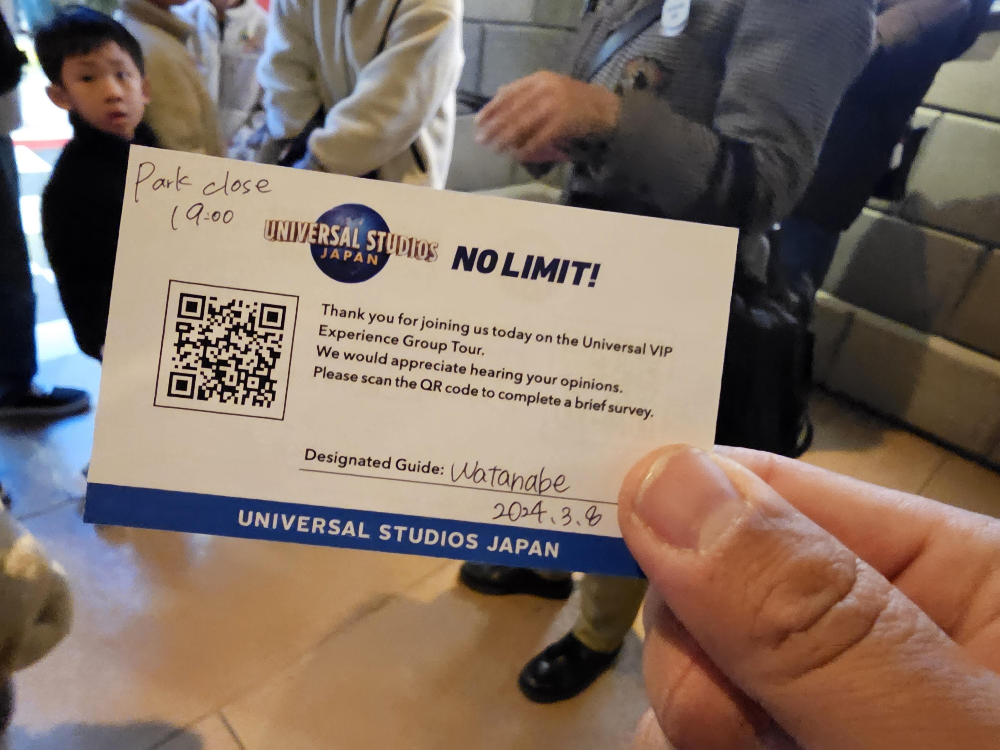 Park close
19:00
UNIVERSAL STUDIOS
JAPAN
NO LIMIT!
Thank you for joining us today on the Universal VIP
Experience Group Tour.
We would appreciate hearing your opinions.
Please scan the QR code to complete a brief survey.
Designated Guide: Watanabe
2024.3.8
UNIVERSAL STUDIOS JAPAN